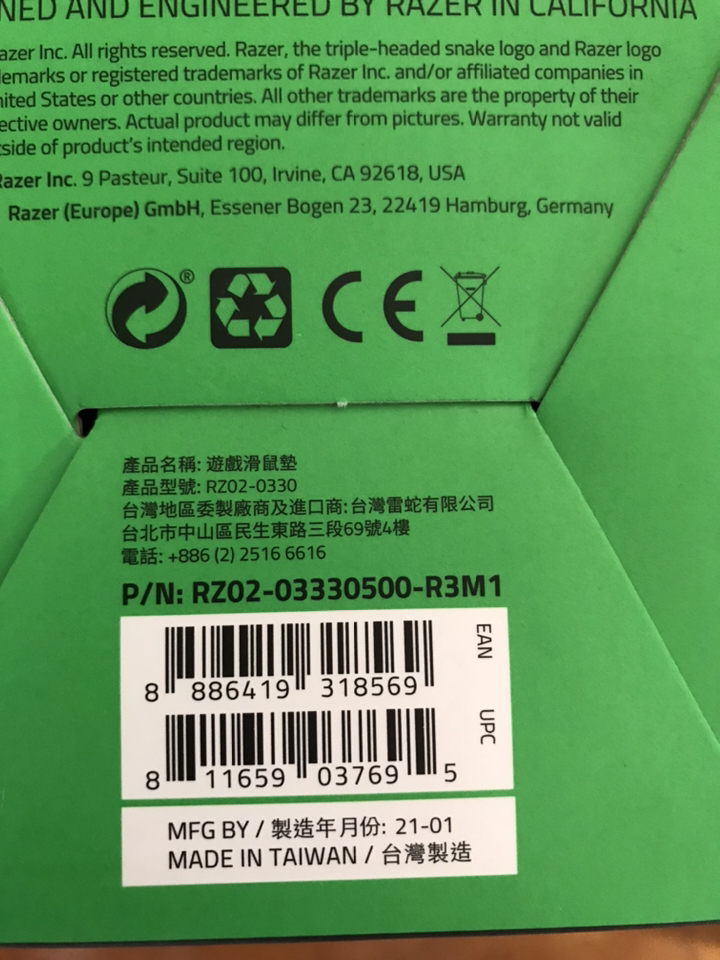 NED AND ENGINEERED BY RAZER IN CALIFORNIA
azer Inc. All rights reserved. Razer, the triple-headed snake logo and Razer logo
lemarks or registered trademarks of Razer Inc. and/or affiliated companies in
nited States or other countries. All other trademarks are the property of their
ective owners. Actual product may differ from pictures. Warranty not valid
tside of product's intended region.
Razer Inc. 9 Pasteur, Suite 100, Irvine, CA 92618, USA
Razer (Europe) GmbH, Essener Bogen 23, 22419 Hamburg, Germany
® CE
產品名稱: 遊戲滑鼠墊
產品型號: RZ02-0330
台灣地區委製廠商及進口商: 台灣雷蛇有限公司
台北市中山區民生東路三段69號4樓
電話: +886 (2) 2516 6616
P/N: RZ02-03330500-R3M1
EAN
8 886419 318569
UPC
8 11659 03769 5
MFG BY / 製造年月份: 21-01
MADE IN TAIWAN / 台灣製造